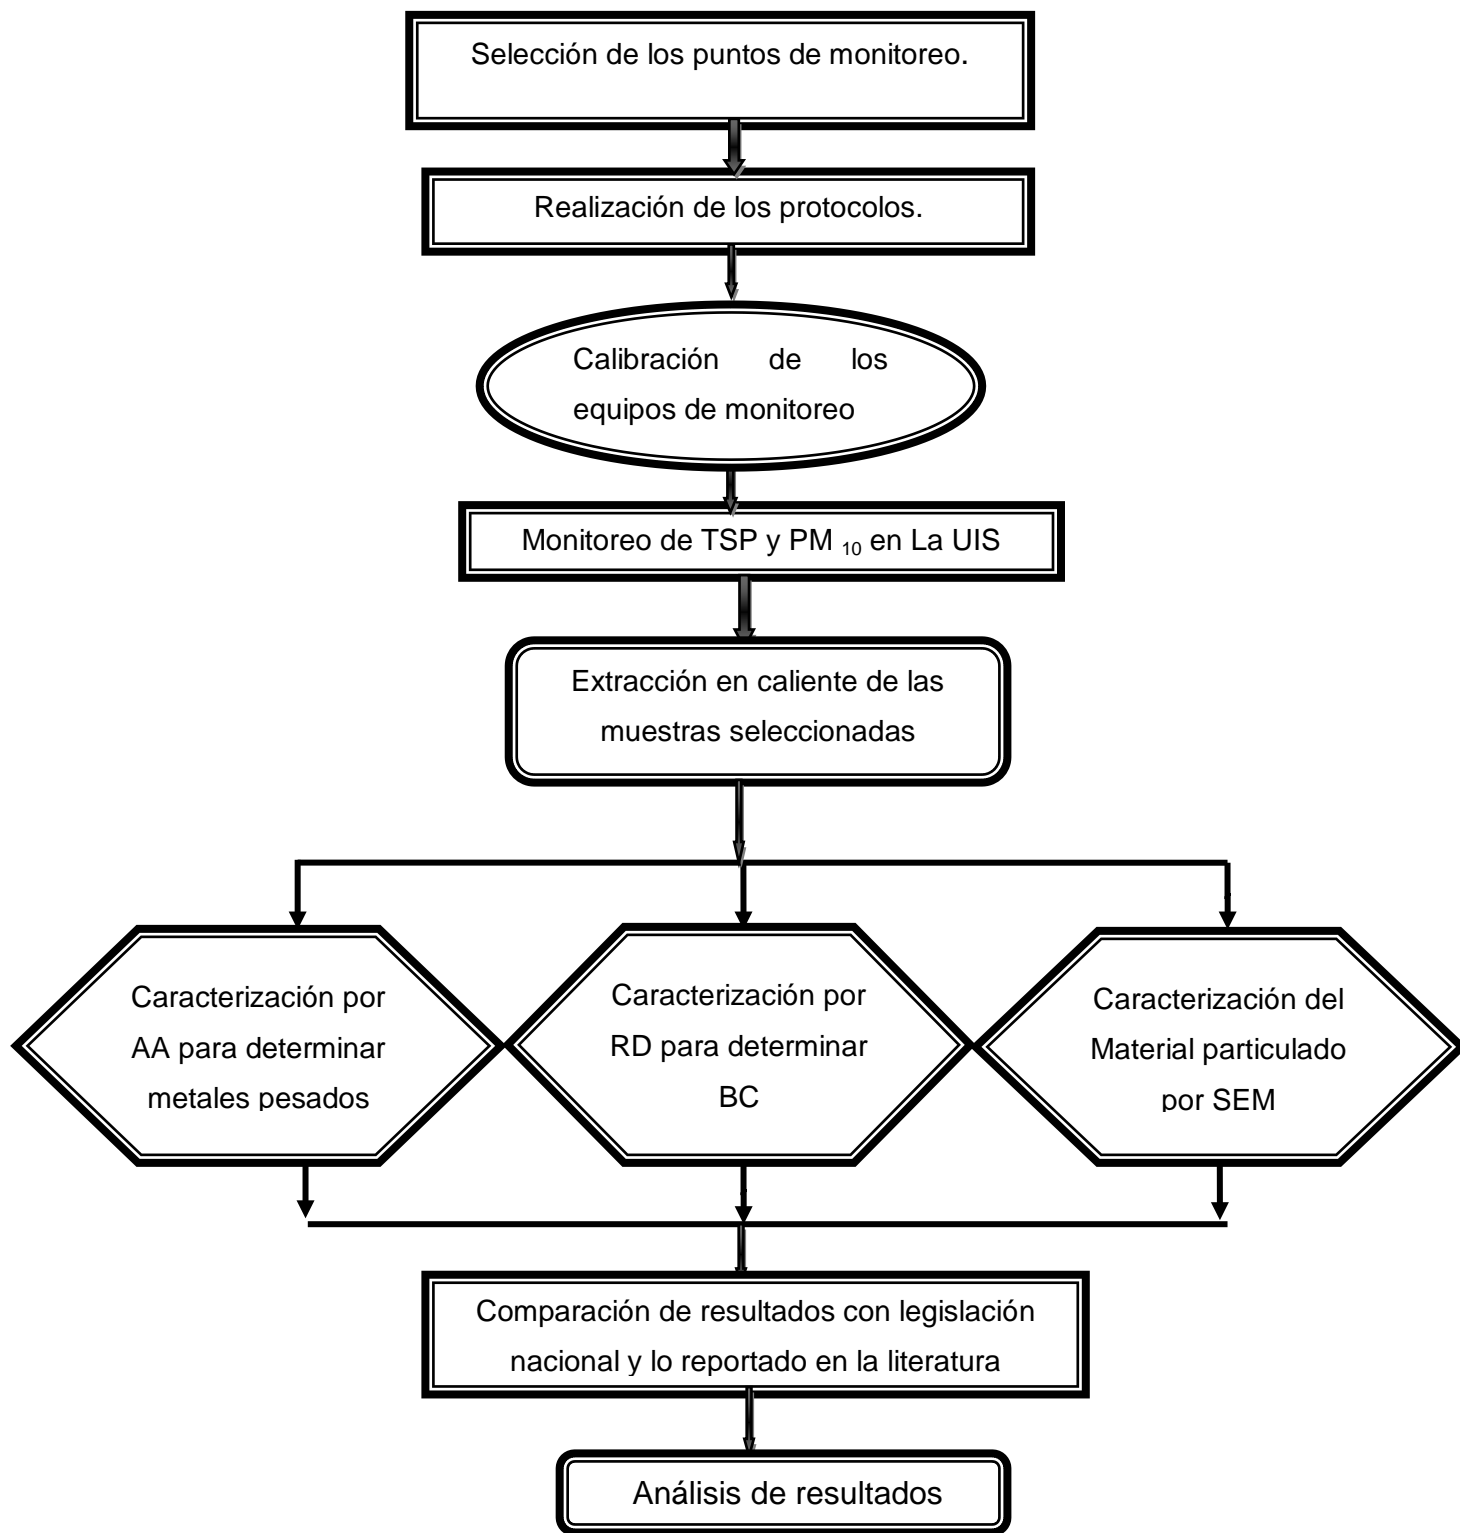 Selección de los puntos de monitoreo.
Realización de los protocolos.
Calibración de los
equipos de monitoreo
Monitoreo de TSP y PM 10 en La UIS
Extracción en caliente de las
muestras seleccionadas
Caracterización por
AA para determinar
metales pesados
Caracterización por
RD para determinar
BC
Caracterización del
Material particulado
por SEM
Comparación de resultados con legislación
nacional y lo reportado en la literatura
Análisis de resultados